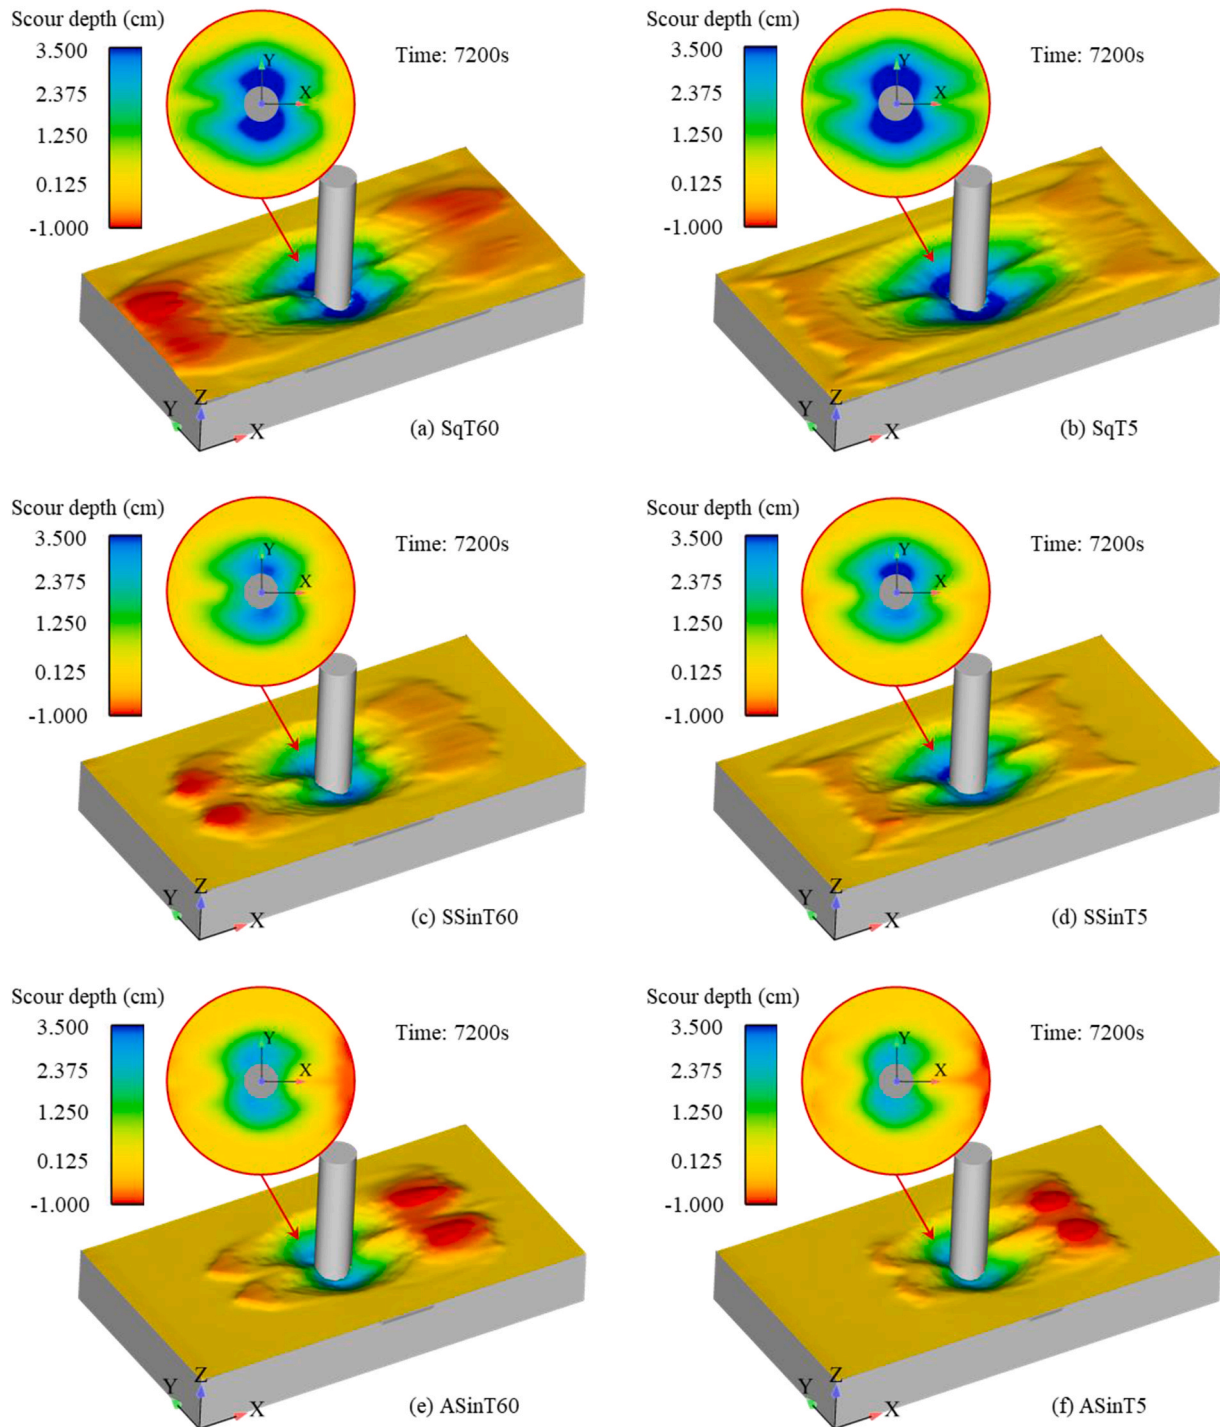 Scour depth (cm)
3.500
2.375
1.250
0.125
-1.000
Y
X
Time: 7200s
Z
Y
X
(a) SqT60
Scour depth (cm)
3.500
2.375
1.250
0.125
-1.000
Y
X
Time: 7200s
Z
Y
X
(b) SqT5
Scour depth (cm)
3.500
2.375
1.250
0.125
-1.000
Y
X
Time: 7200s
Z
Y
X
(c) SSinT60
Scour depth (cm)
3.500
2.375
1.250
0.125
-1.000
Y
X
Time: 7200s
Z
Y
X
(d) SSinT5
Scour depth (cm)
3.500
2.375
1.250
0.125
-1.000
Y
X
Time: 7200s
Z
Y
X
(e) ASinT60
Scour depth (cm)
3.500
2.375
1.250
0.125
-1.000
Y
X
Time: 7200s
Z
Y
X
(f) ASinT5